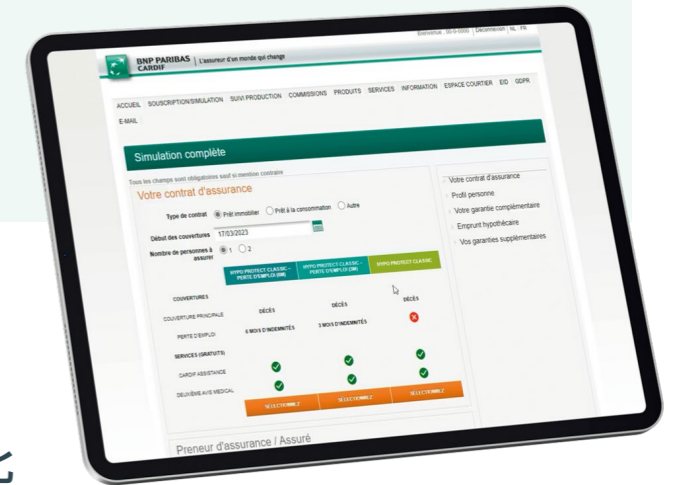 Bienvenue : 00-0-0000 | Déconnexion | NL FR
BNP PARIBAS
CARDIF
L'assureur d'un monde qui change
ACCUEIL SOUSCRIPTION/SIMULATION SUIVI PRODUCTION COMMISSIONS PRODUITS SERVICES INFORMATION ESPACE COURTIER EID GDPR
E-MAIL
Simulation complète
Tous les champs sont obligatoires sauf si mention contraire
Votre contrat d'assurance
Type de contrat Prêt immobilier Prêt à la consommation Autre
Début des couvertures 17/03/2023
Nombre de personnes à
assurer 1 2
HYPO PROTECT CLASSIC –
PERTE D'EMPLOI (6M)
HYPO PROTECT CLASSIC –
PERTE D'EMPLOI (3M)
HYPO PROTECT CLASSIC
COUVERTURES
COUVERTURE PRINCIPALE DÉCÈS DÉCÈS DÉCÈS
PERTE D'EMPLOI 6 MOIS D'INDEMNITÉS 3 MOIS D'INDEMNITÉS
SERVICES (GRATUITS)
CARDIF ASSISTANCE
DEUXIÈME AVIS MEDICAL
SÉLECTIONNEZ SÉLECTIONNEZ SÉLECTIONNEZ
Preneur d'assurance / Assuré
Votre contrat d'assurance
Profil personne
Votre garantie complémentaire
Emprunt hypothécaire
Vos garanties supplémentaires